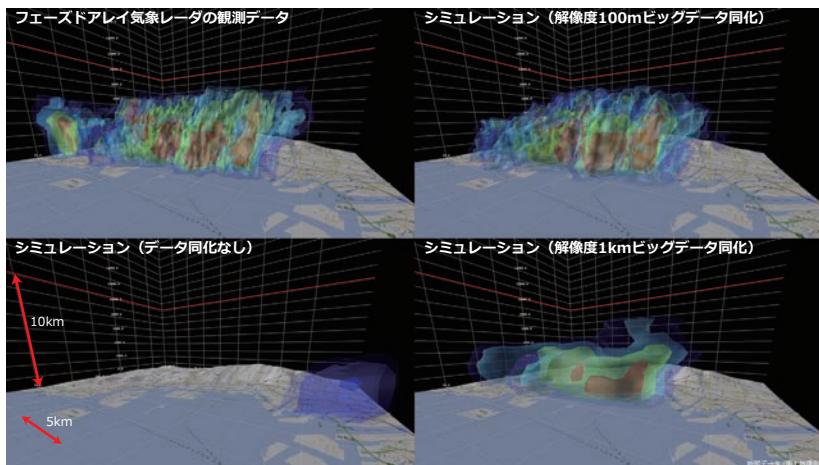 フェーズドアレイ気象レーダの観測データ
シミュレーション（解像度100mビッグデータ同化）
シミュレーション（データ同化なし）
シミュレーション（解像度1kmビッグデータ同化）
10km
5km